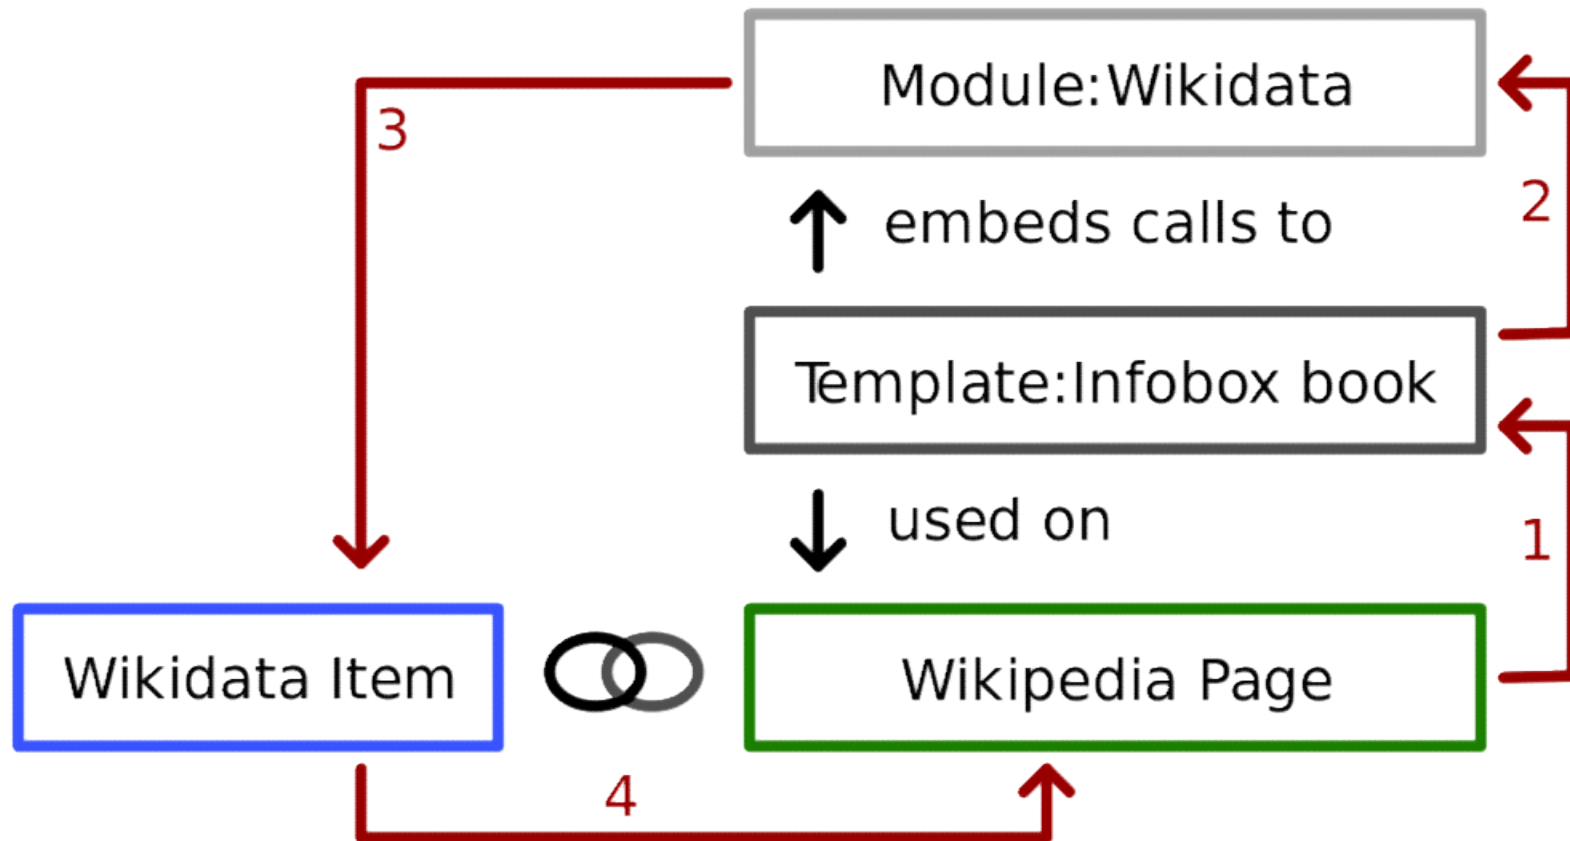 Module:Wikidata
3
2
embeds calls to
Template:Infobox book
used on
1
Wikidata Item
Wikipedia Page
4